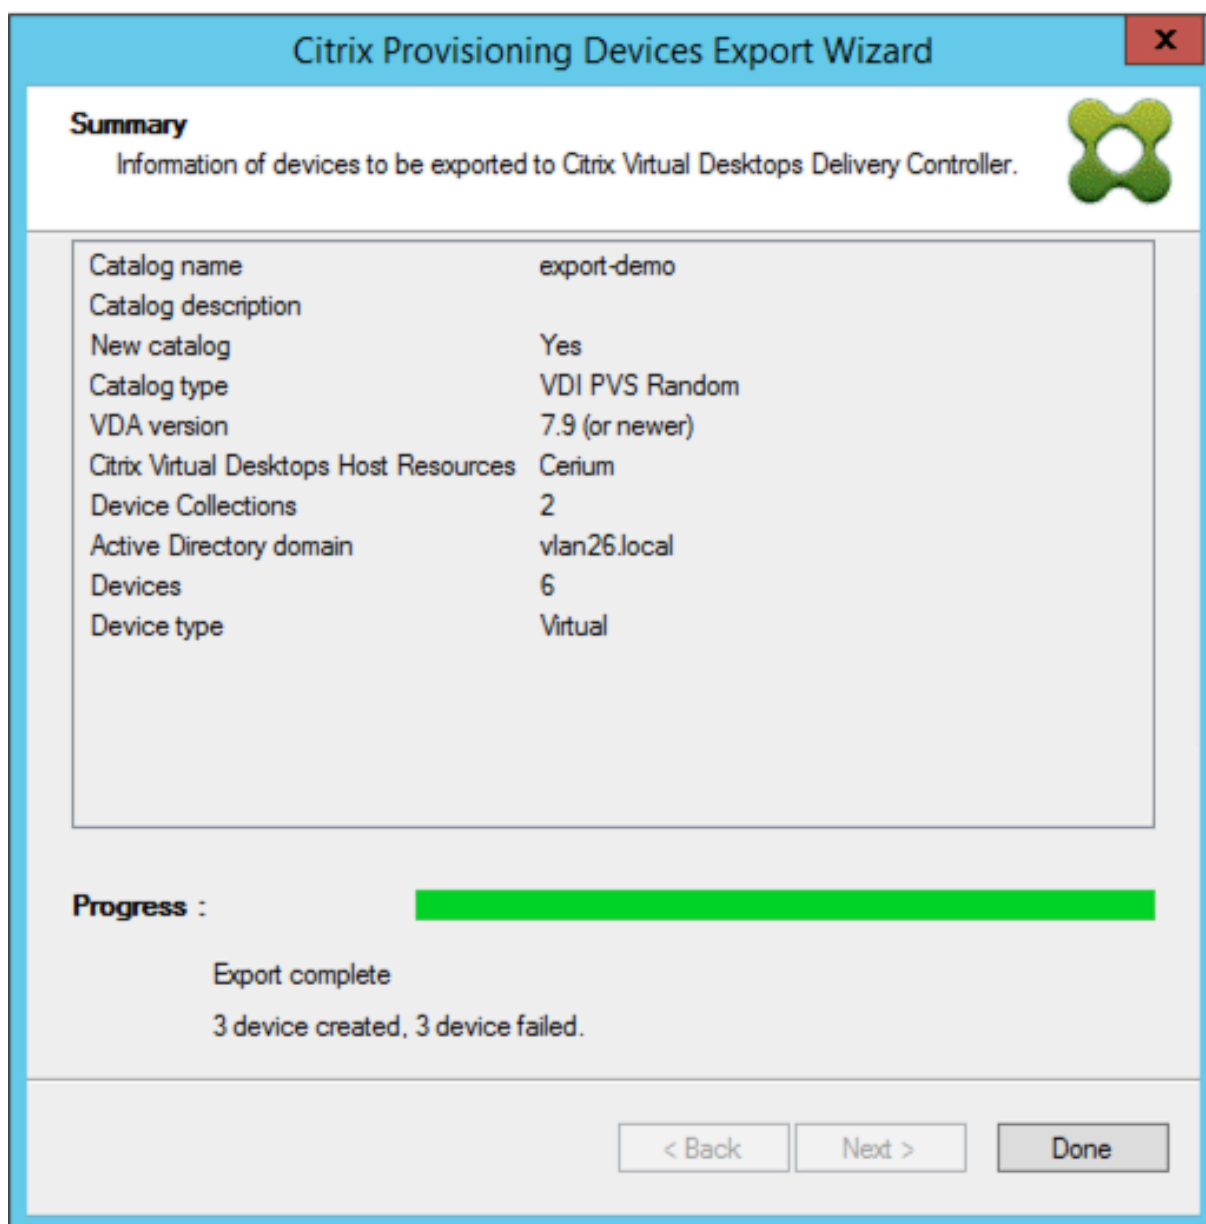 Citrix Provisioning Devices Export Wizard
x
Summary
Information of devices to be exported to Citrix Virtual Desktops Delivery Controller.
Catalog name export-demo
Catalog description
New catalog Yes
Catalog type VDI PVS Random
VDA version 7.9 (or newer)
Citrix Virtual Desktops Host Resources Cerium
Device Collections 2
Active Directory domain vlan26.local
Devices 6
Device type Virtual
Progress :
Export complete
3 device created, 3 device failed.
< Back Next > Done